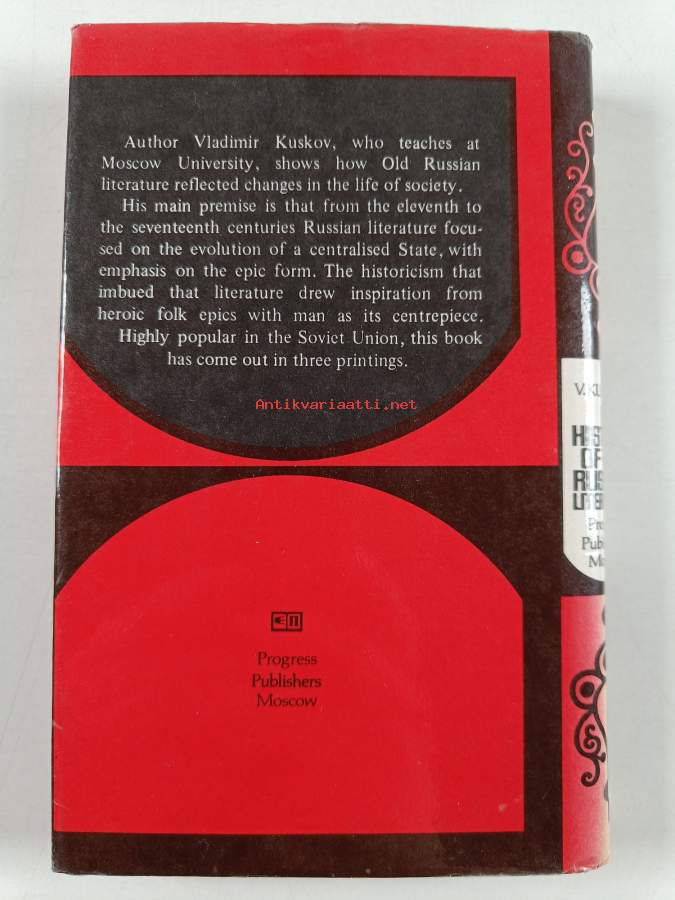 Author Vladimir Kuskov, who teaches at
Moscow University, shows how Old Russian
literature reflected changes in the life of society.
His main premise is that from the eleventh to
the seventeenth centuries Russian literature focu-
sed on the evolution of a centralised State, with
emphasis on the epic form. The historicism that
imbued that literature drew inspiration from
heroic folk epics with man as its centrepiece.
Highly popular in the Soviet Union, this book
has come out in three printings.
Antikvariaatti.net
Progress
Publishers
Moscow
V. KU
OF